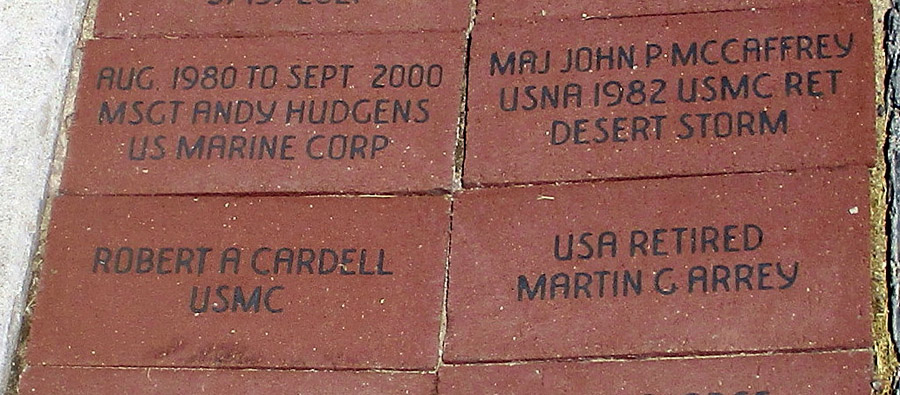 AUG. 1980 TO SEPT. 2000
MSGT ANDY HUDGENS
US MARINE CORP
MAJ JOHN P MCCAFFREY
USNA 1982 USMC RET
DESERT STORM
ROBERT A CARDELL
USMC
USA RETIRED
MARTIN G ARREY